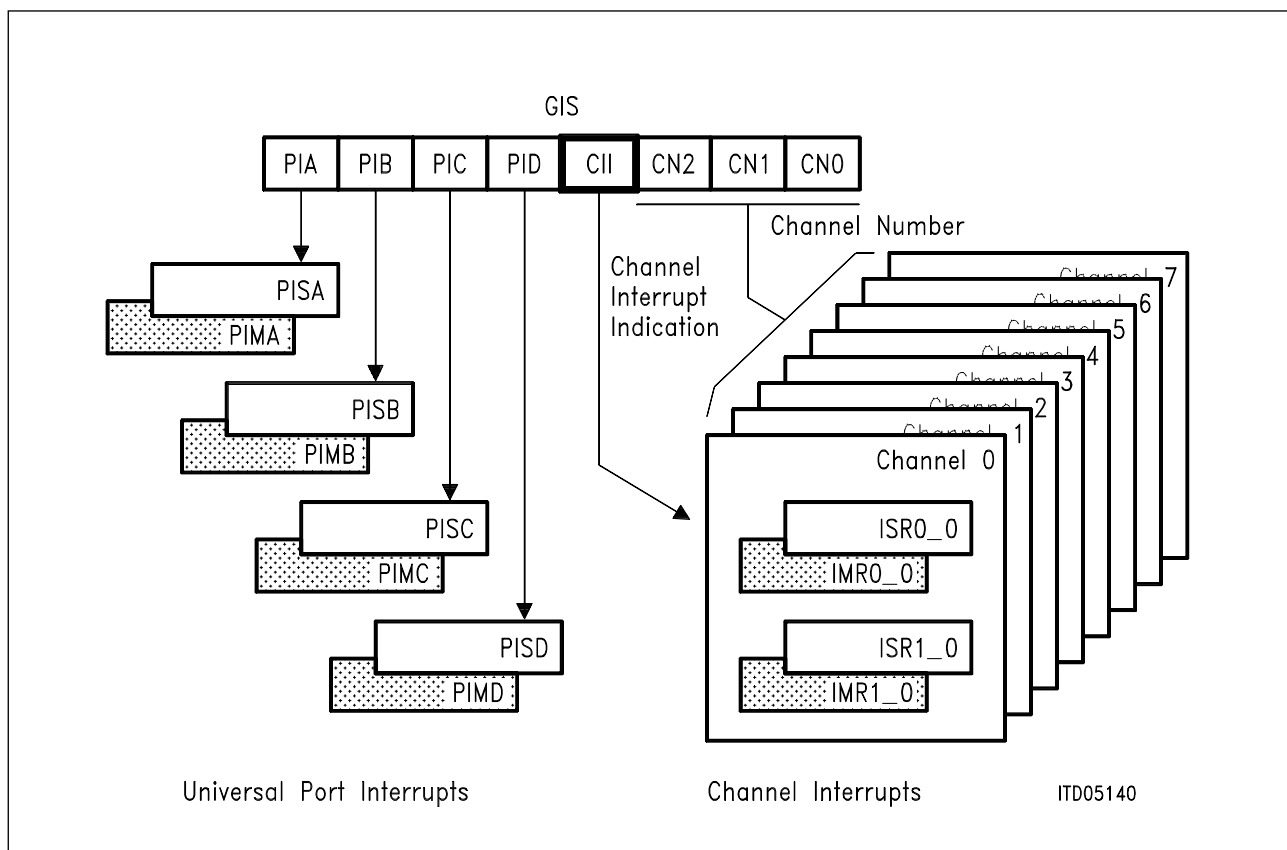 GIS
PIA PIB PIC PID CII CN2 CN1 CN0
Channel Number
Channel
Interrupt
Indication
PISA
PIMA
PISB
PIMB
PISC
PIMC
PISD
PIMD
Channel 7
Channel 6
Channel 5
Channel 4
Channel 3
Channel 2
Channel 1
Channel 0
ISR0_0
IMR0_0
ISR1_0
IMR1_0
Universal Port Interrupts
Channel Interrupts
ITD05140